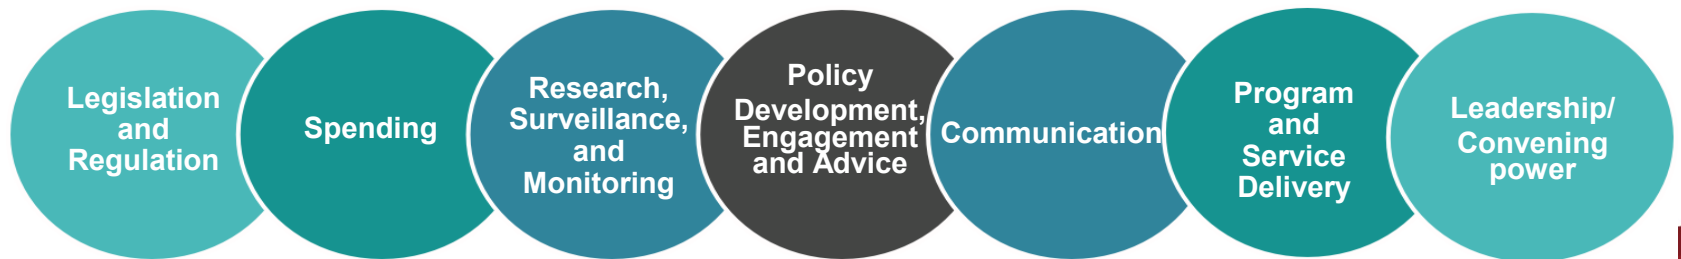 Legislation
and
Regulation
Spending
Research,
Surveillance,
and
Monitoring
Policy
Development,
Engagement
and Advice
Communication
Program
and
Service
Delivery
Leadership/
Convening
power